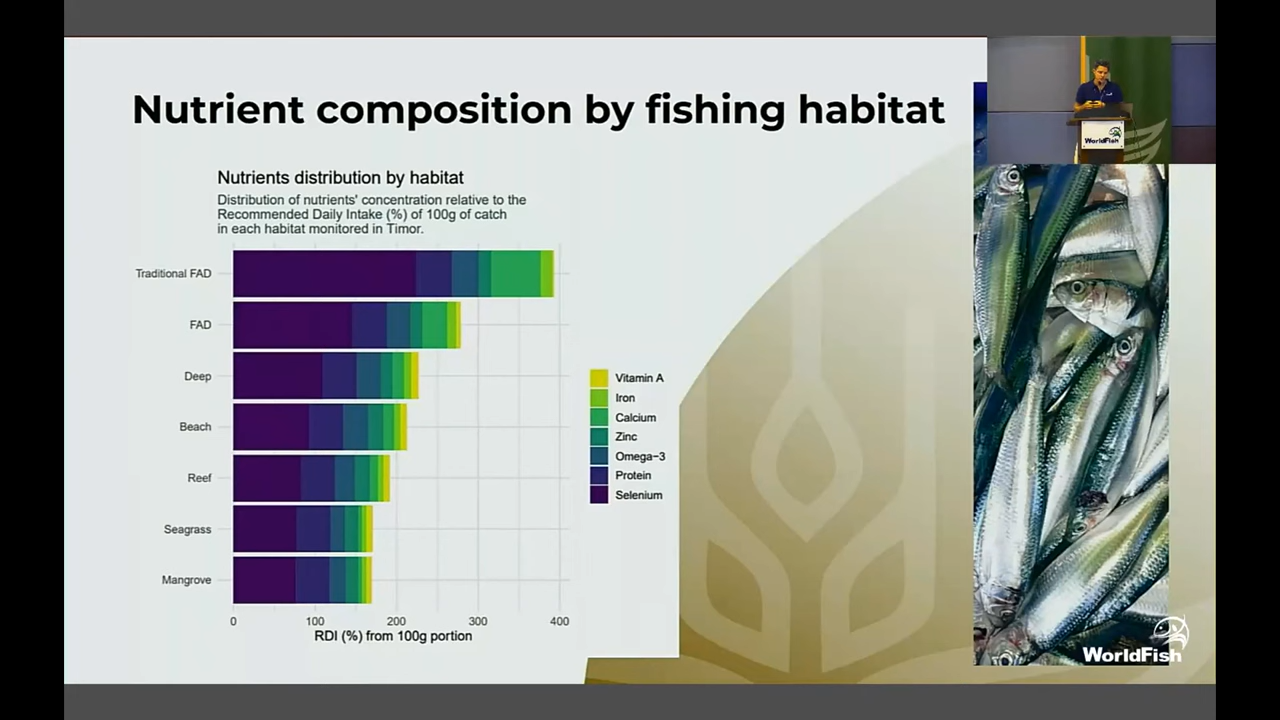 Nutrient composition by fishing habitat
Nutrients distribution by habitat
Distribution of nutrients' concentration relative to the
Recommended Daily Intake (%) of 100g of catch
in each habitat monitored in Timor.
Traditional FAD
FAD
Deep
Beach
Reef
Seagrass
Mangrove
0 100 200 300 400
RDI (%) from 100g portion
Vitamin A
Iron
Calcium
Zinc
Omega−3
Protein
Selenium
WorldFish
WorldFish